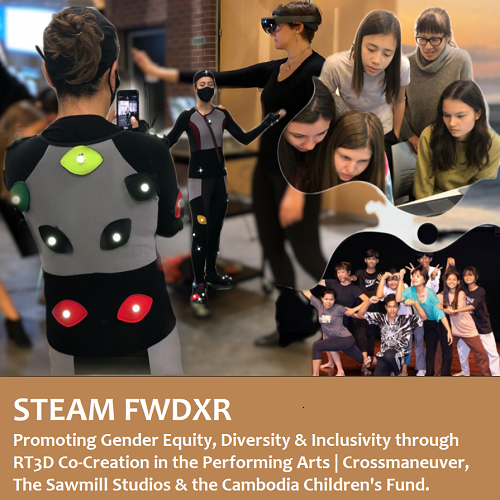 STEAM FWDXR
Promoting Gender Equity, Diversity & Inclusivity through
RT3D Co-Creation in the Performing Arts | Crossmaneuver,
The Sawmill Studios & the Cambodia Children's Fund.